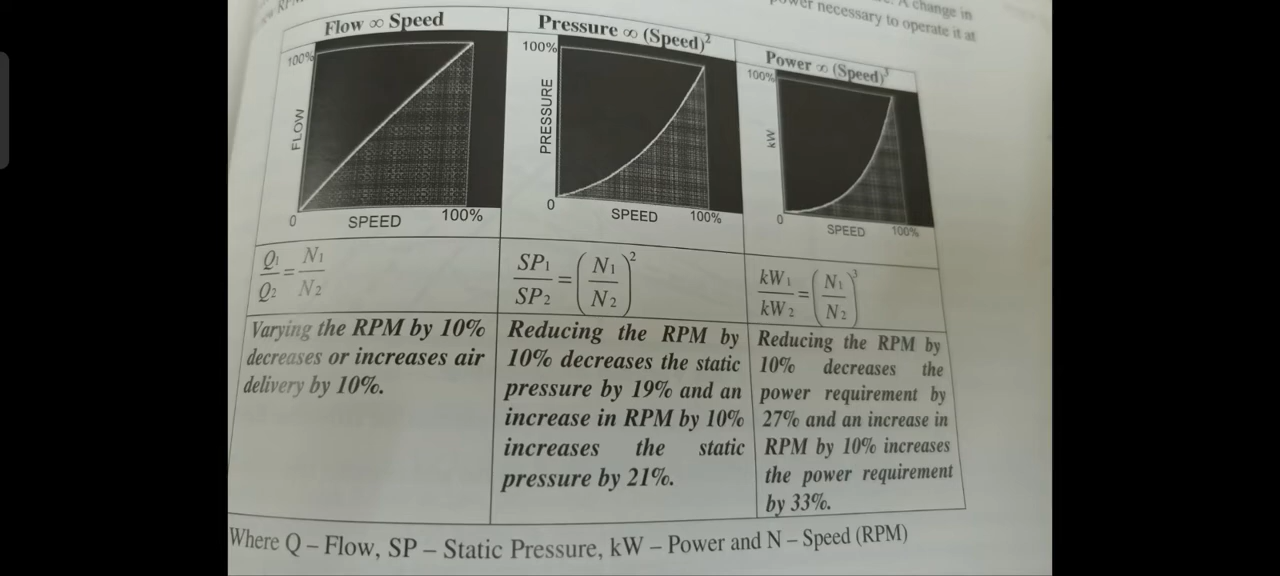 A change in
power necessary to operate it at
Flow ∞ Speed
100%
FLOW
0
SPEED
100%
Q1/Q2 = N1/N2
Varying the RPM by 10%
decreases or increases air
delivery by 10%.
Pressure ∞ (Speed)²
100%
PRESSURE
0
SPEED
100%
SP1/SP2 = (N1/N2)²
Reducing the RPM by
10% decreases the static
pressure by 19% and an
increase in RPM by 10%
increases the static
pressure by 21%.
Power ∞ (Speed)³
100%
kW
0
SPEED
100%
kW1/kW2 = (N1/N2)³
Reducing the RPM by
10% decreases the
power requirement by
27% and an increase in
RPM by 10% increases
the power requirement
by 33%.
Where Q – Flow, SP – Static Pressure, kW – Power and N – Speed (RPM)